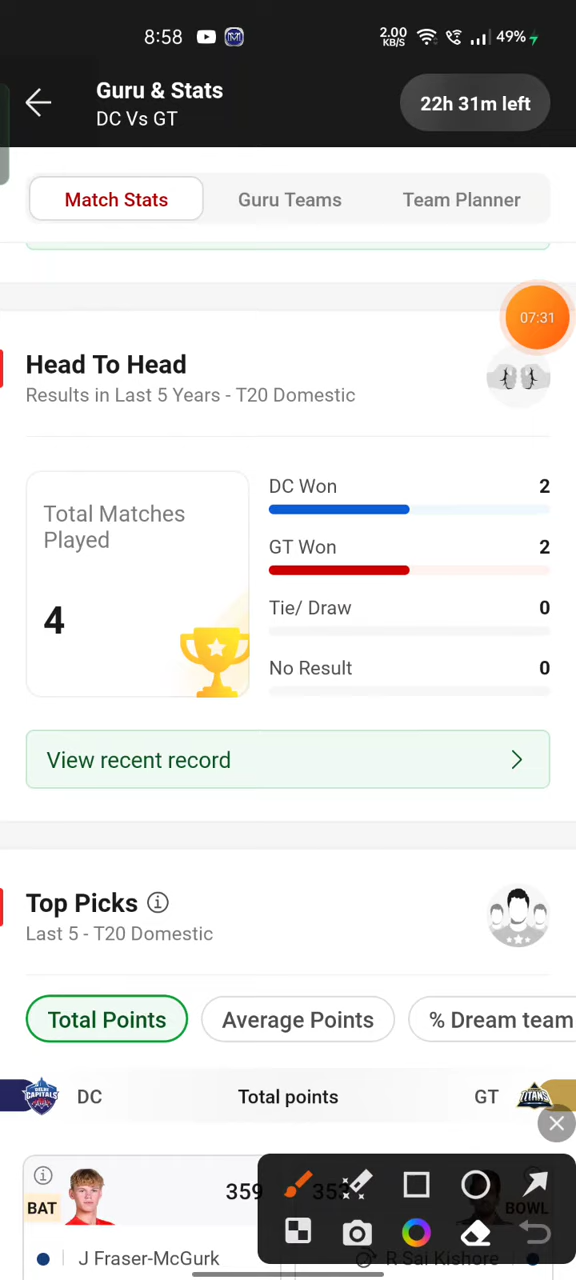 8:58
2.00
KB/S
49%
Guru & Stats
DC Vs GT
22h 31m left
Match Stats
Guru Teams
Team Planner
07:31
Head To Head
Results in Last 5 Years - T20 Domestic
Total Matches
Played
4
DC Won 2
GT Won 2
Tie/ Draw 0
No Result 0
View recent record
Top Picks
Last 5 - T20 Domestic
Total Points
Average Points
% Dream team
DC
Total points
GT
BAT
359
353
BOWL
J Fraser-McGurk
R Sai Kishore